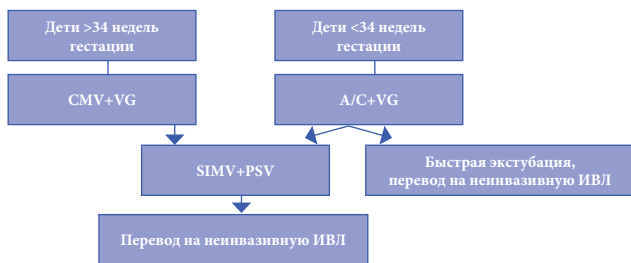 Дети >34 недель
гестации
Дети <34 недель
гестации
CMV+VG
A/C+VG
SIMV+PSV
Быстрая экстубация,
перевод на неинвазивную ИВЛ
Перевод на неинвазивную ИВЛ